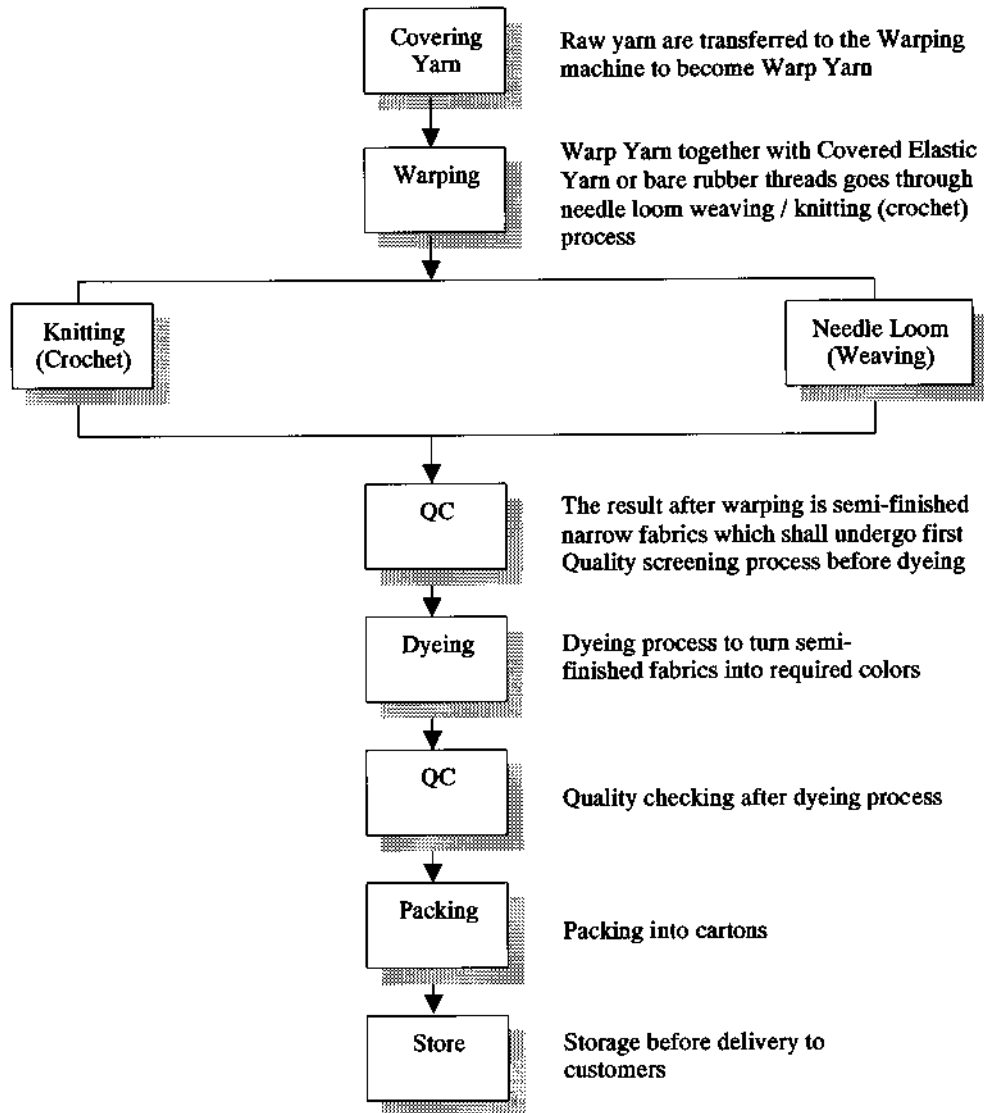 Covering
Yarn
Raw yarn are transferred to the Warping
machine to become Warp Yarn
Warping
Warp Yarn together with Covered Elastic
Yarn or bare rubber threads goes through
needle loom weaving / knitting (crochet)
process
Knitting
(Crochet)
Needle Loom
(Weaving)
QC
The result after warping is semi-finished
narrow fabrics which shall undergo first
Quality screening process before dyeing
Dyeing
Dyeing process to turn semi-
finished fabrics into required colors
QC
Quality checking after dyeing process
Packing
Packing into cartons
Store
Storage before delivery to
customers